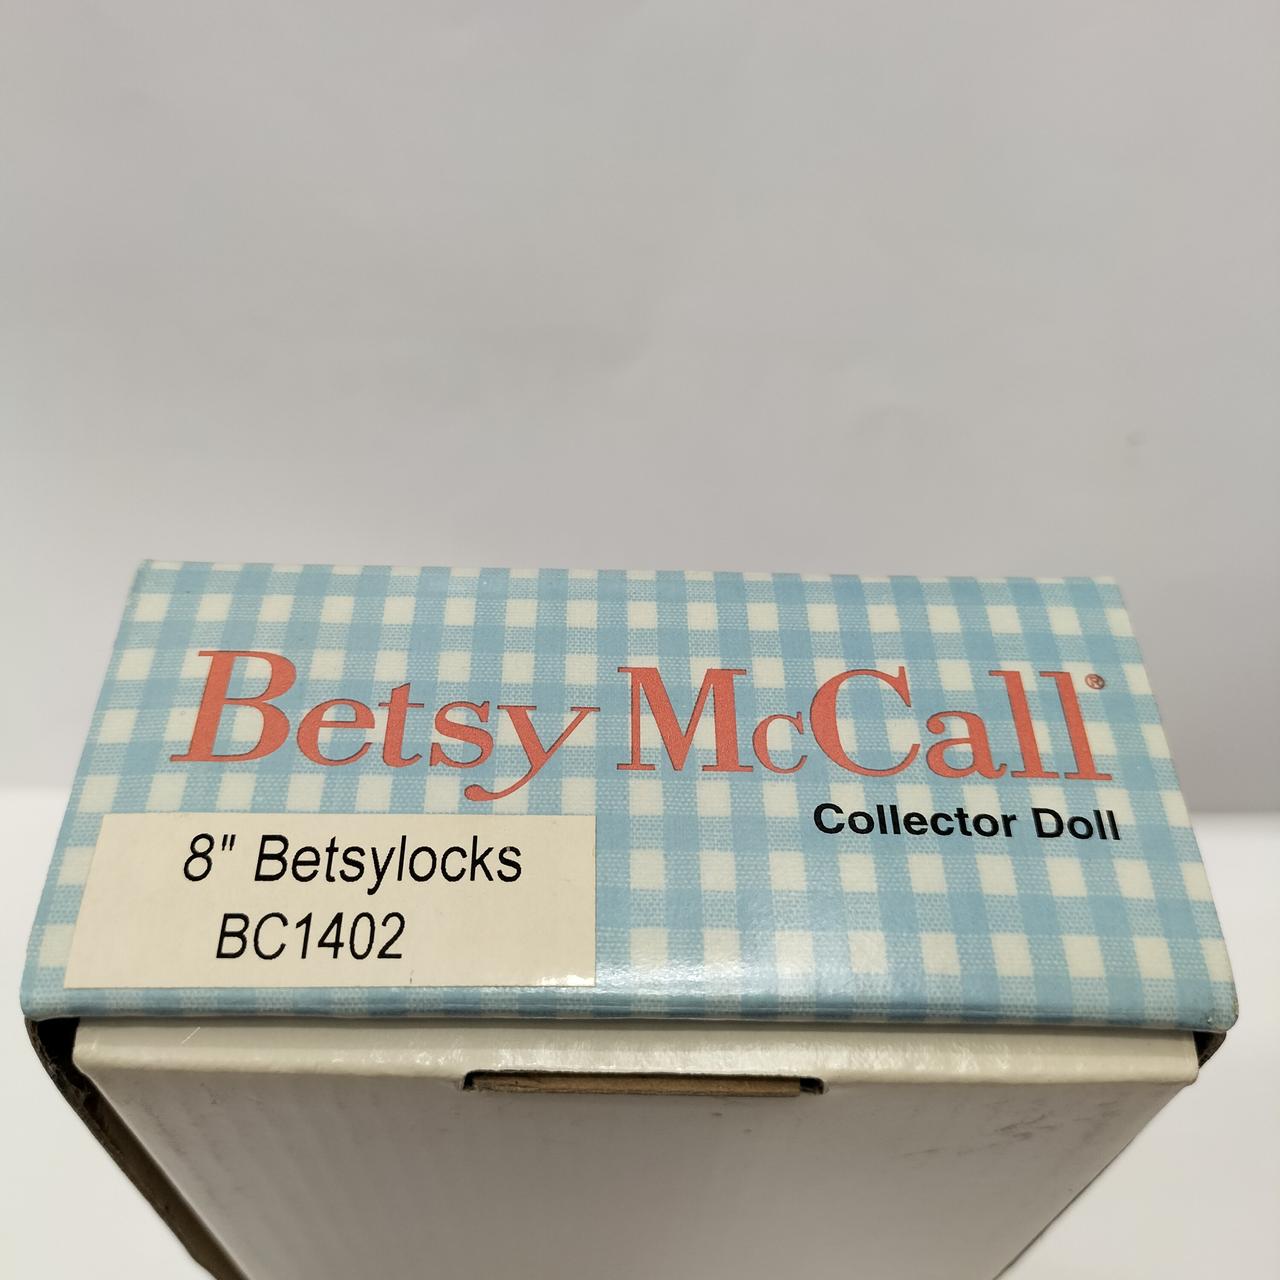 Betsy McCall®
Collector Doll
8" Betsylocks
BC1402